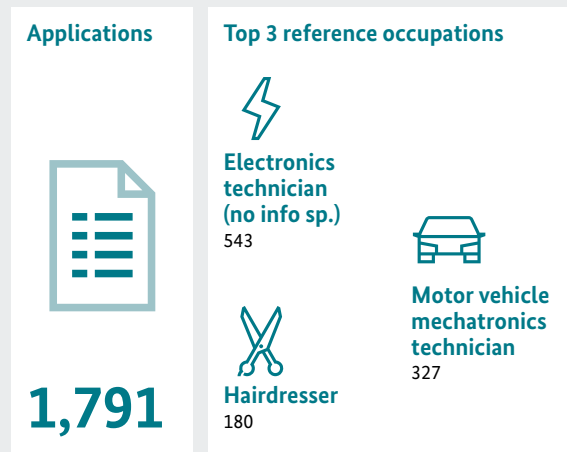 Applications
1,791
Top 3 reference occupations
Electronics
technician
(no info sp.)
543
Motor vehicle
mechatronics
technician
327
Hairdresser
180